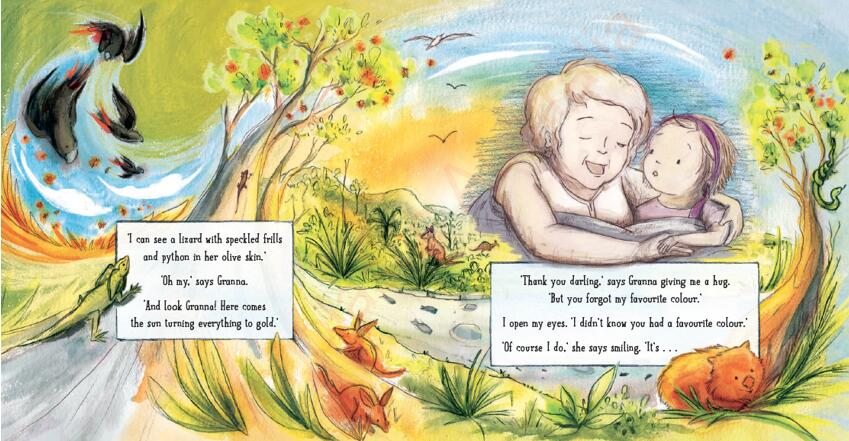 'I can see a lizard with speckled frills
and python in her olive skin.'
'Oh my,' says Granna.
'And look Granna! Here comes
the sun turning everything to gold.'
'Thank you darling,' says Granna giving me a hug.
'But you forgot my favourite colour.'
I open my eyes. 'I didn't know you had a favourite colour.'
'Of course I do,' she says smiling. 'It's . . .